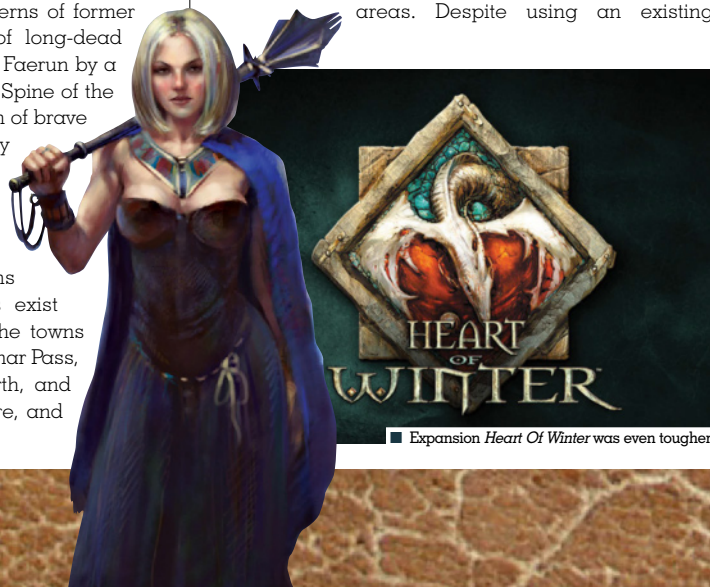 erns of former
of long-dead
Faerun by a
Spine of the
n of brave
y
ns
exist
he towns
nar Pass,
rth, and
re, and
areas. Despite using an existing
HEART
OF
WINTER
Expansion Heart Of Winter was even tougher